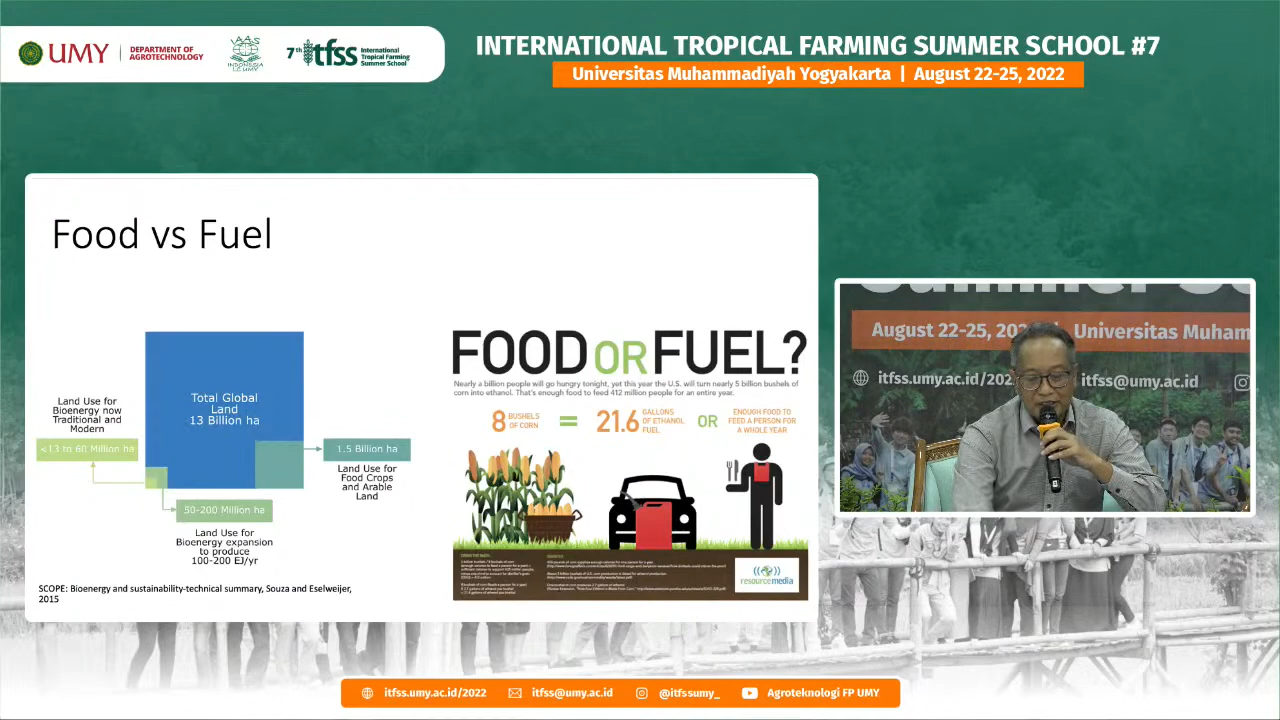 UMY
DEPARTMENT OF
AGROTECHNOLOGY
IAAS
INDONESIA
LC UMY
7th itfss International
Tropical Farming
Summer School
INTERNATIONAL TROPICAL FARMING SUMMER SCHOOL #7
Universitas Muhammadiyah Yogyakarta | August 22-25, 2022
Food vs Fuel
Total Global
Land
13 Billion ha
Land Use for
Bioenergy now
Traditional and
Modern
<13 to 60 Million ha
1.5 Billion ha
Land Use for
Food Crops
and Arable
Land
50-200 Million ha
Land Use for
Bioenergy expansion
to produce
100-200 EJ/yr
SCOPE: Bioenergy and sustainability-technical summary, Souza and Eselweijer,
2015
FOOD OR FUEL?
Nearly a billion people will go hungry tonight, yet this year the U.S. will turn nearly 5 billion bushels of
corn into ethanol. That's enough food to feed 412 million people for an entire year.
8 BUSHELS
OF CORN
=
21.6 GALLONS
OF ETHANOL
FUEL
OR
ENOUGH FOOD TO
FEED A PERSON FOR
A WHOLE YEAR
resourcemedia
Summer Sc
August 22-25, 202 Universitas Muham
itfss.umy.ac.id/202 itfss@umy.ac.id
itfss.umy.ac.id/2022 itfss@umy.ac.id @itfssumy_ Agroteknologi FP UMY